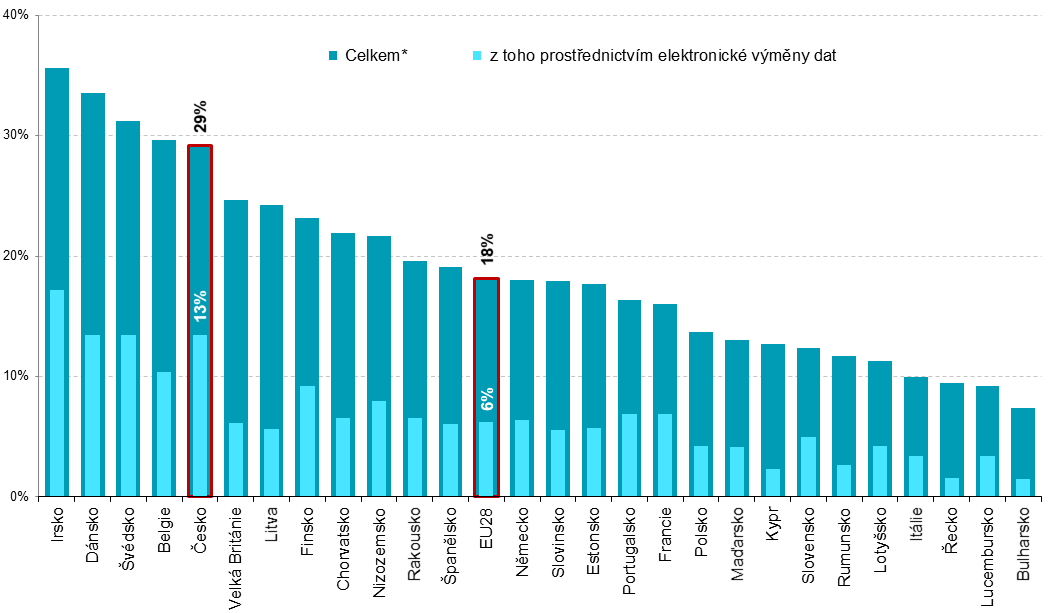 40%
Celkem*
z toho prostřednictvím elektronické výměny dat
30%
29%
20%
18%
13%
10%
6%
0%
Irsko
Dánsko
Švédsko
Belgie
Česko
Velká Británie
Litva
Finsko
Chorvatsko
Nizozemsko
Rakousko
Španělsko
EU28
Německo
Slovinsko
Estonsko
Portugalsko
Francie
Polsko
Maďarsko
Kypr
Slovensko
Rumunsko
Lotyšsko
Itálie
Řecko
Lucembursko
Bulharsko